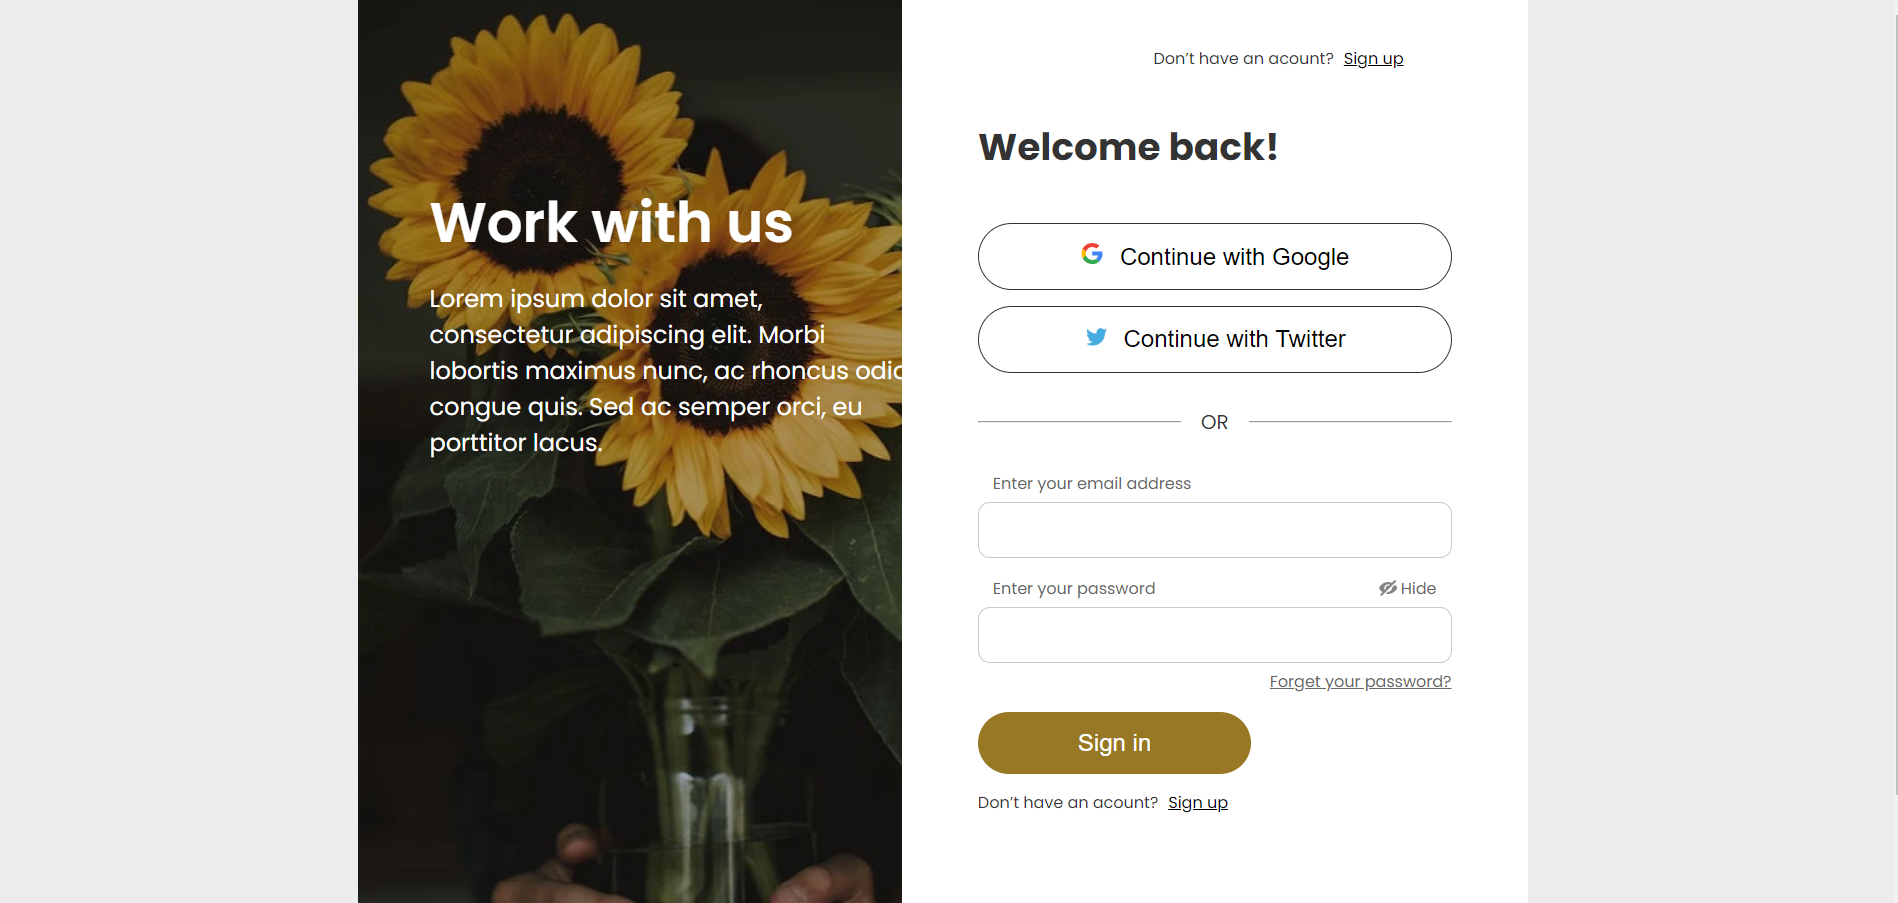 Work with us
Lorem ipsum dolor sit amet,
consectetur adipiscing elit. Morbi
lobortis maximus nunc, ac rhoncus odio
congue quis. Sed ac semper orci, eu
porttitor lacus.
Don’t have an acount? Sign up
Welcome back!
Continue with Google
Continue with Twitter
OR
Enter your email address
Enter your password Hide
Forget your password?
Sign in
Don’t have an acount? Sign up